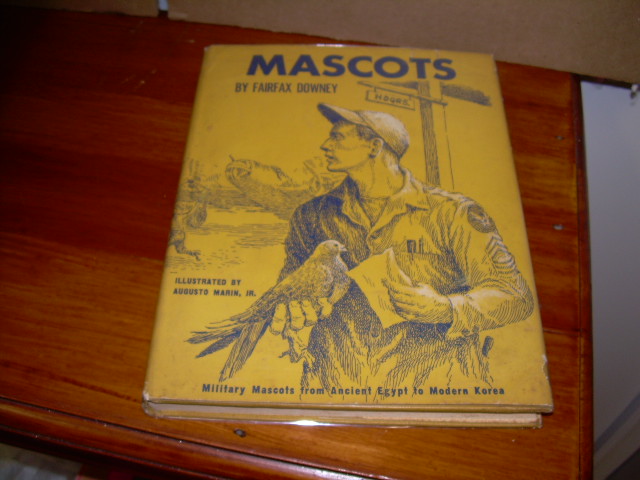 MASCOTS
BY FAIRFAX DOWNEY
ILLUSTRATED BY
AUGUSTO MARIN, JR.
Military Mascots from Ancient Egypt to Modern Korea